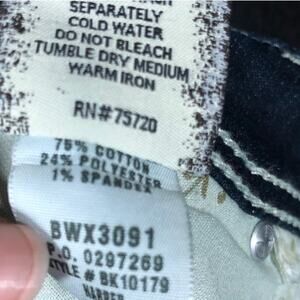 SEPARATELY
COLD WATER
DO NOT BLEACH
TUMBLE DRY MEDIUM
WARM IRON
RN#75720
75% COTTON
24% POLYESTER
1% SPANDEX
BWX3091
P.O. 0297269
STYLE # BK10179
HARPER